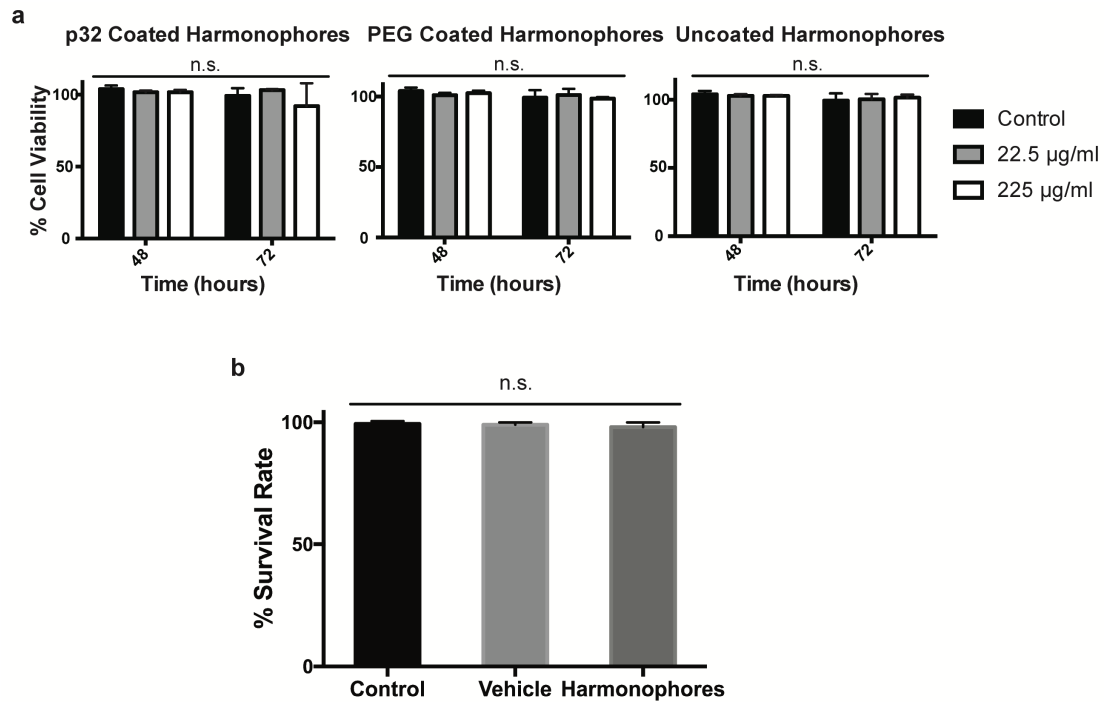 a
p32 Coated Harmonophores
PEG Coated Harmonophores
Uncoated Harmonophores
n.s.
n.s.
n.s.
% Cell Viability
100
50
0
48
72
Time (hours)
100
50
0
48
72
Time (hours)
100
50
0
48
72
Time (hours)
Control
22.5 µg/ml
225 µg/ml
b
n.s.
% Survival Rate
100
50
0
Control
Vehicle
Harmonophores